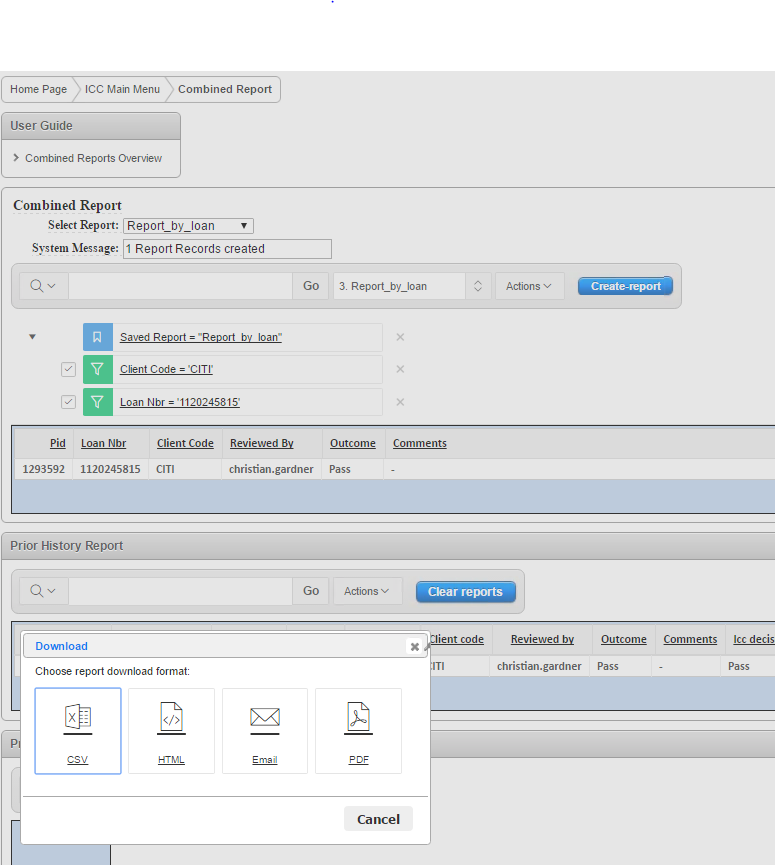 Home Page ICC Main Menu Combined Report
User Guide
Combined Reports Overview
Combined Report
Select Report: Report_by_loan
System Message: 1 Report Records created
Go 3. Report_by_loan Actions Create-report
Saved Report = "Report_by_loan"
Client Code = 'CITI'
Loan Nbr = '1120245815'
Pid Loan Nbr Client Code Reviewed By Outcome Comments
1293592 1120245815 CITI christian.gardner Pass -
Prior History Report
Go Actions Clear reports
Client code Reviewed by Outcome Comments Icc decis
CITI christian.gardner Pass - Pass
Download
Choose report download format:
CSV HTML Email PDF
Cancel